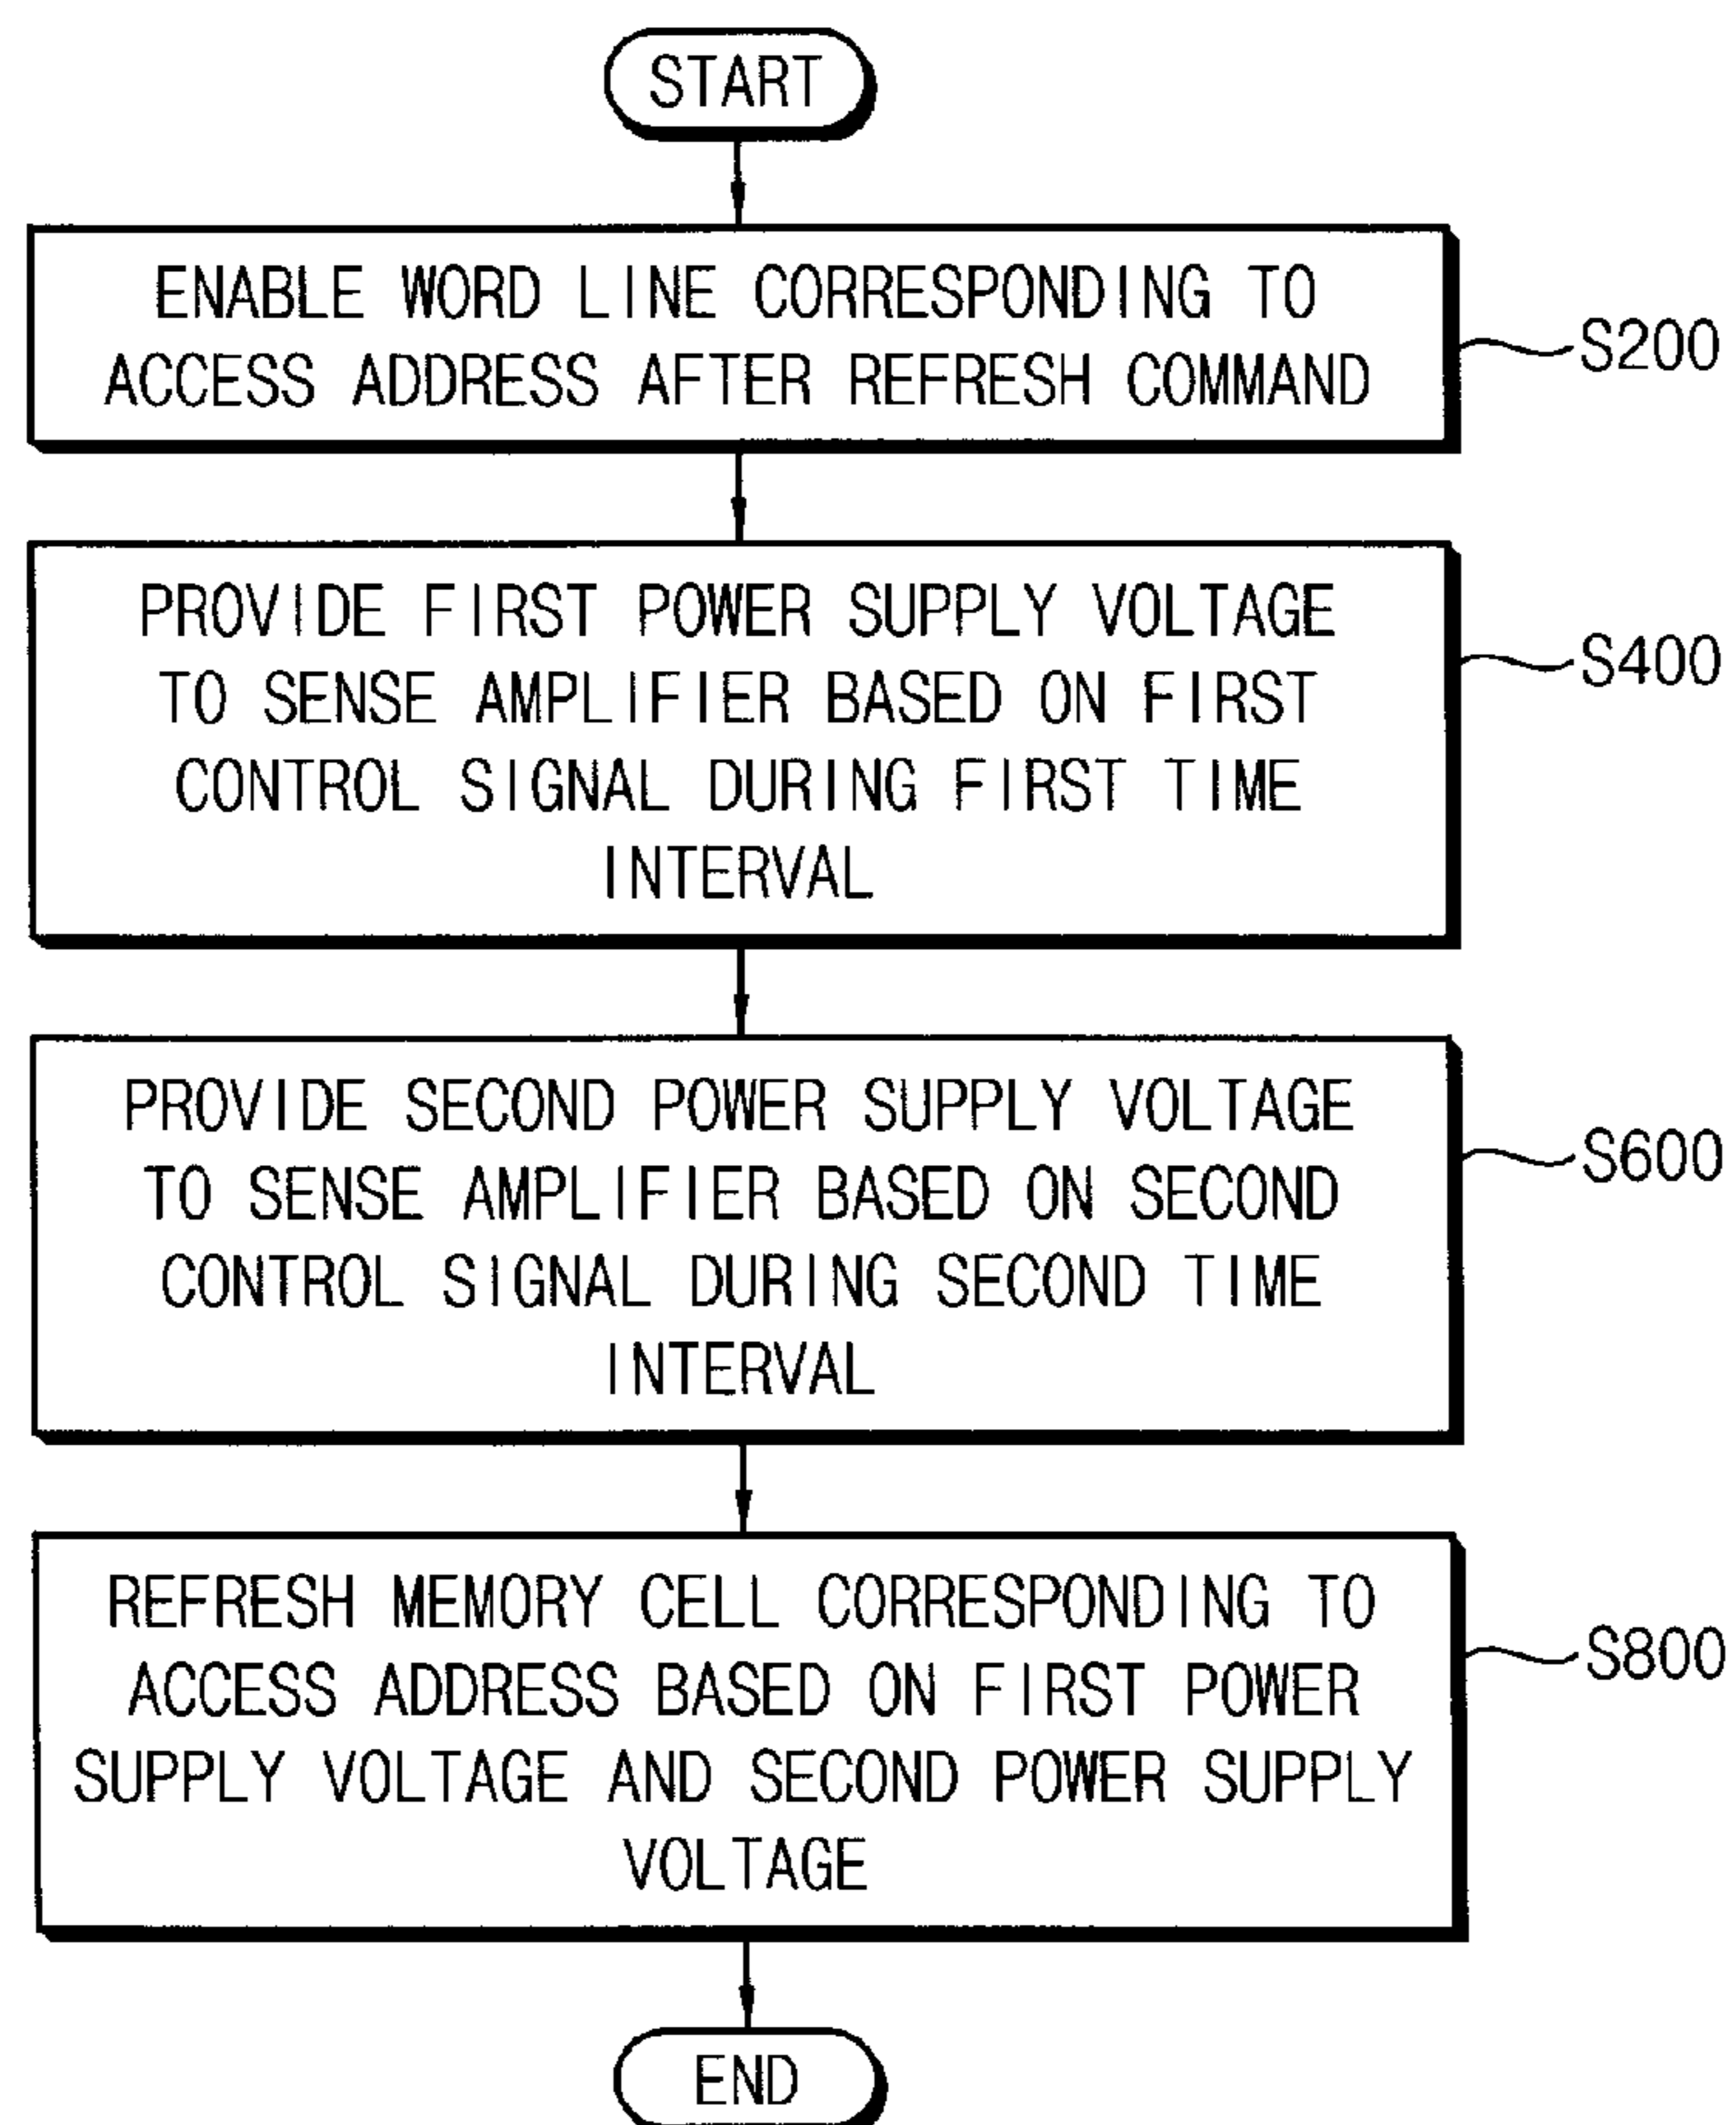 START
ENABLE WORD LINE CORRESPONDING TO
ACCESS ADDRESS AFTER REFRESH COMMAND
S200
PROVIDE FIRST POWER SUPPLY VOLTAGE
TO SENSE AMPLIFIER BASED ON FIRST
CONTROL SIGNAL DURING FIRST TIME
INTERVAL
S400
PROVIDE SECOND POWER SUPPLY VOLTAGE
TO SENSE AMPLIFIER BASED ON SECOND
CONTROL SIGNAL DURING SECOND TIME
INTERVAL
S600
REFRESH MEMORY CELL CORRESPONDING TO
ACCESS ADDRESS BASED ON FIRST POWER
SUPPLY VOLTAGE AND SECOND POWER SUPPLY
VOLTAGE
S800
END